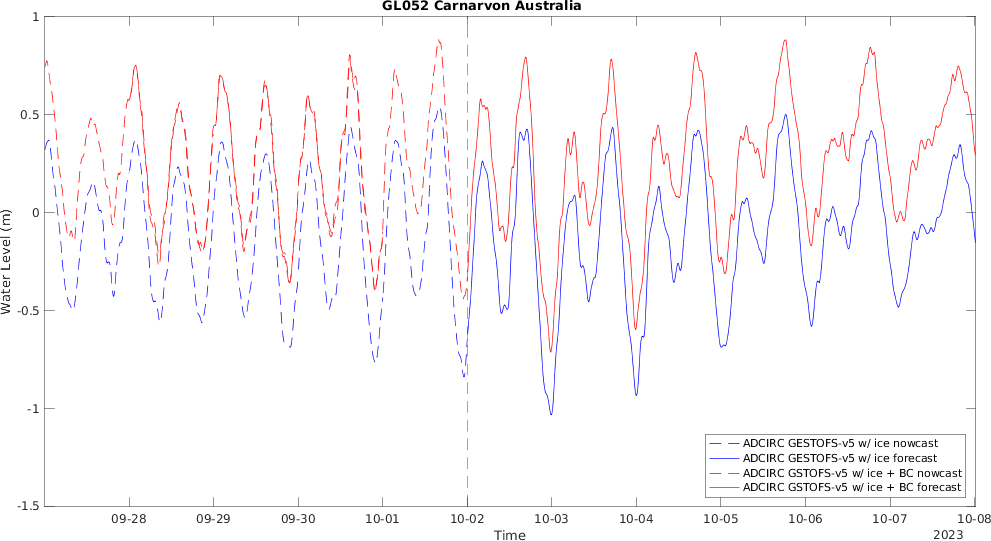 GL052 Carnarvon Australia
Water Level (m)
1
0.5
0
-0.5
-1
-1.5
09-28 09-29 09-30 10-01 10-02 10-03 10-04 10-05 10-06 10-07 10-08
Time
2023
ADCIRC GESTOFS-v5 w/ ice nowcast
ADCIRC GESTOFS-v5 w/ ice forecast
ADCIRC GSTOFS-v5 w/ ice + BC nowcast
ADCIRC GSTOFS-v5 w/ ice + BC forecast